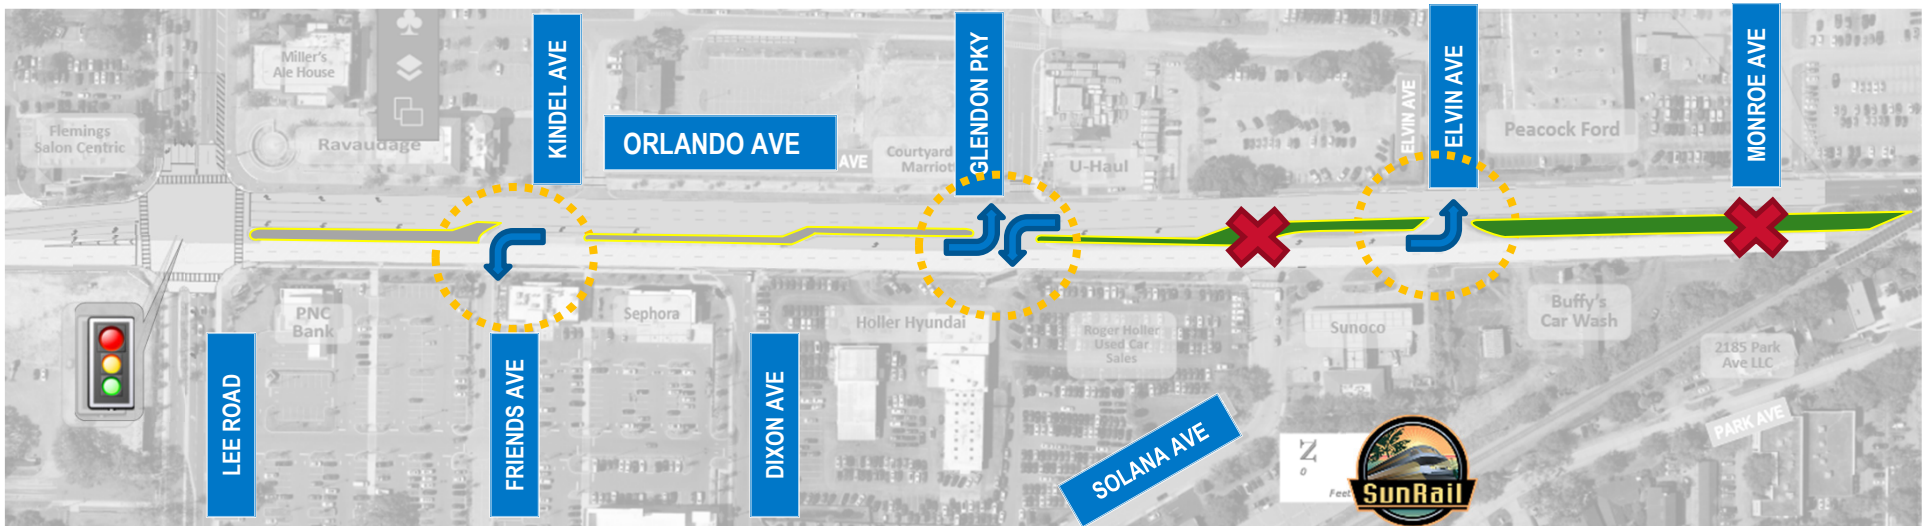 KINDEL AVE
GLENDON PKY
ELVIN AVE
MONROE AVE
Miller's
Ale House
ELVIN AVE
Flemings
Salon Centric
Ravaudage
ORLANDO AVE
AVE
Courtyard
Marriott
U-Haul
Peacock Ford
PNC
Bank
Sephora
Holler Hyundai
Roger Holler
Used Car
Sales
Sunoco
Buffy's
Car Wash
2185 Park
Ave LLC
LEE ROAD
FRIENDS AVE
DIXON AVE
SOLANA AVE
PARK AVE
Z
0
Feet
SunRail